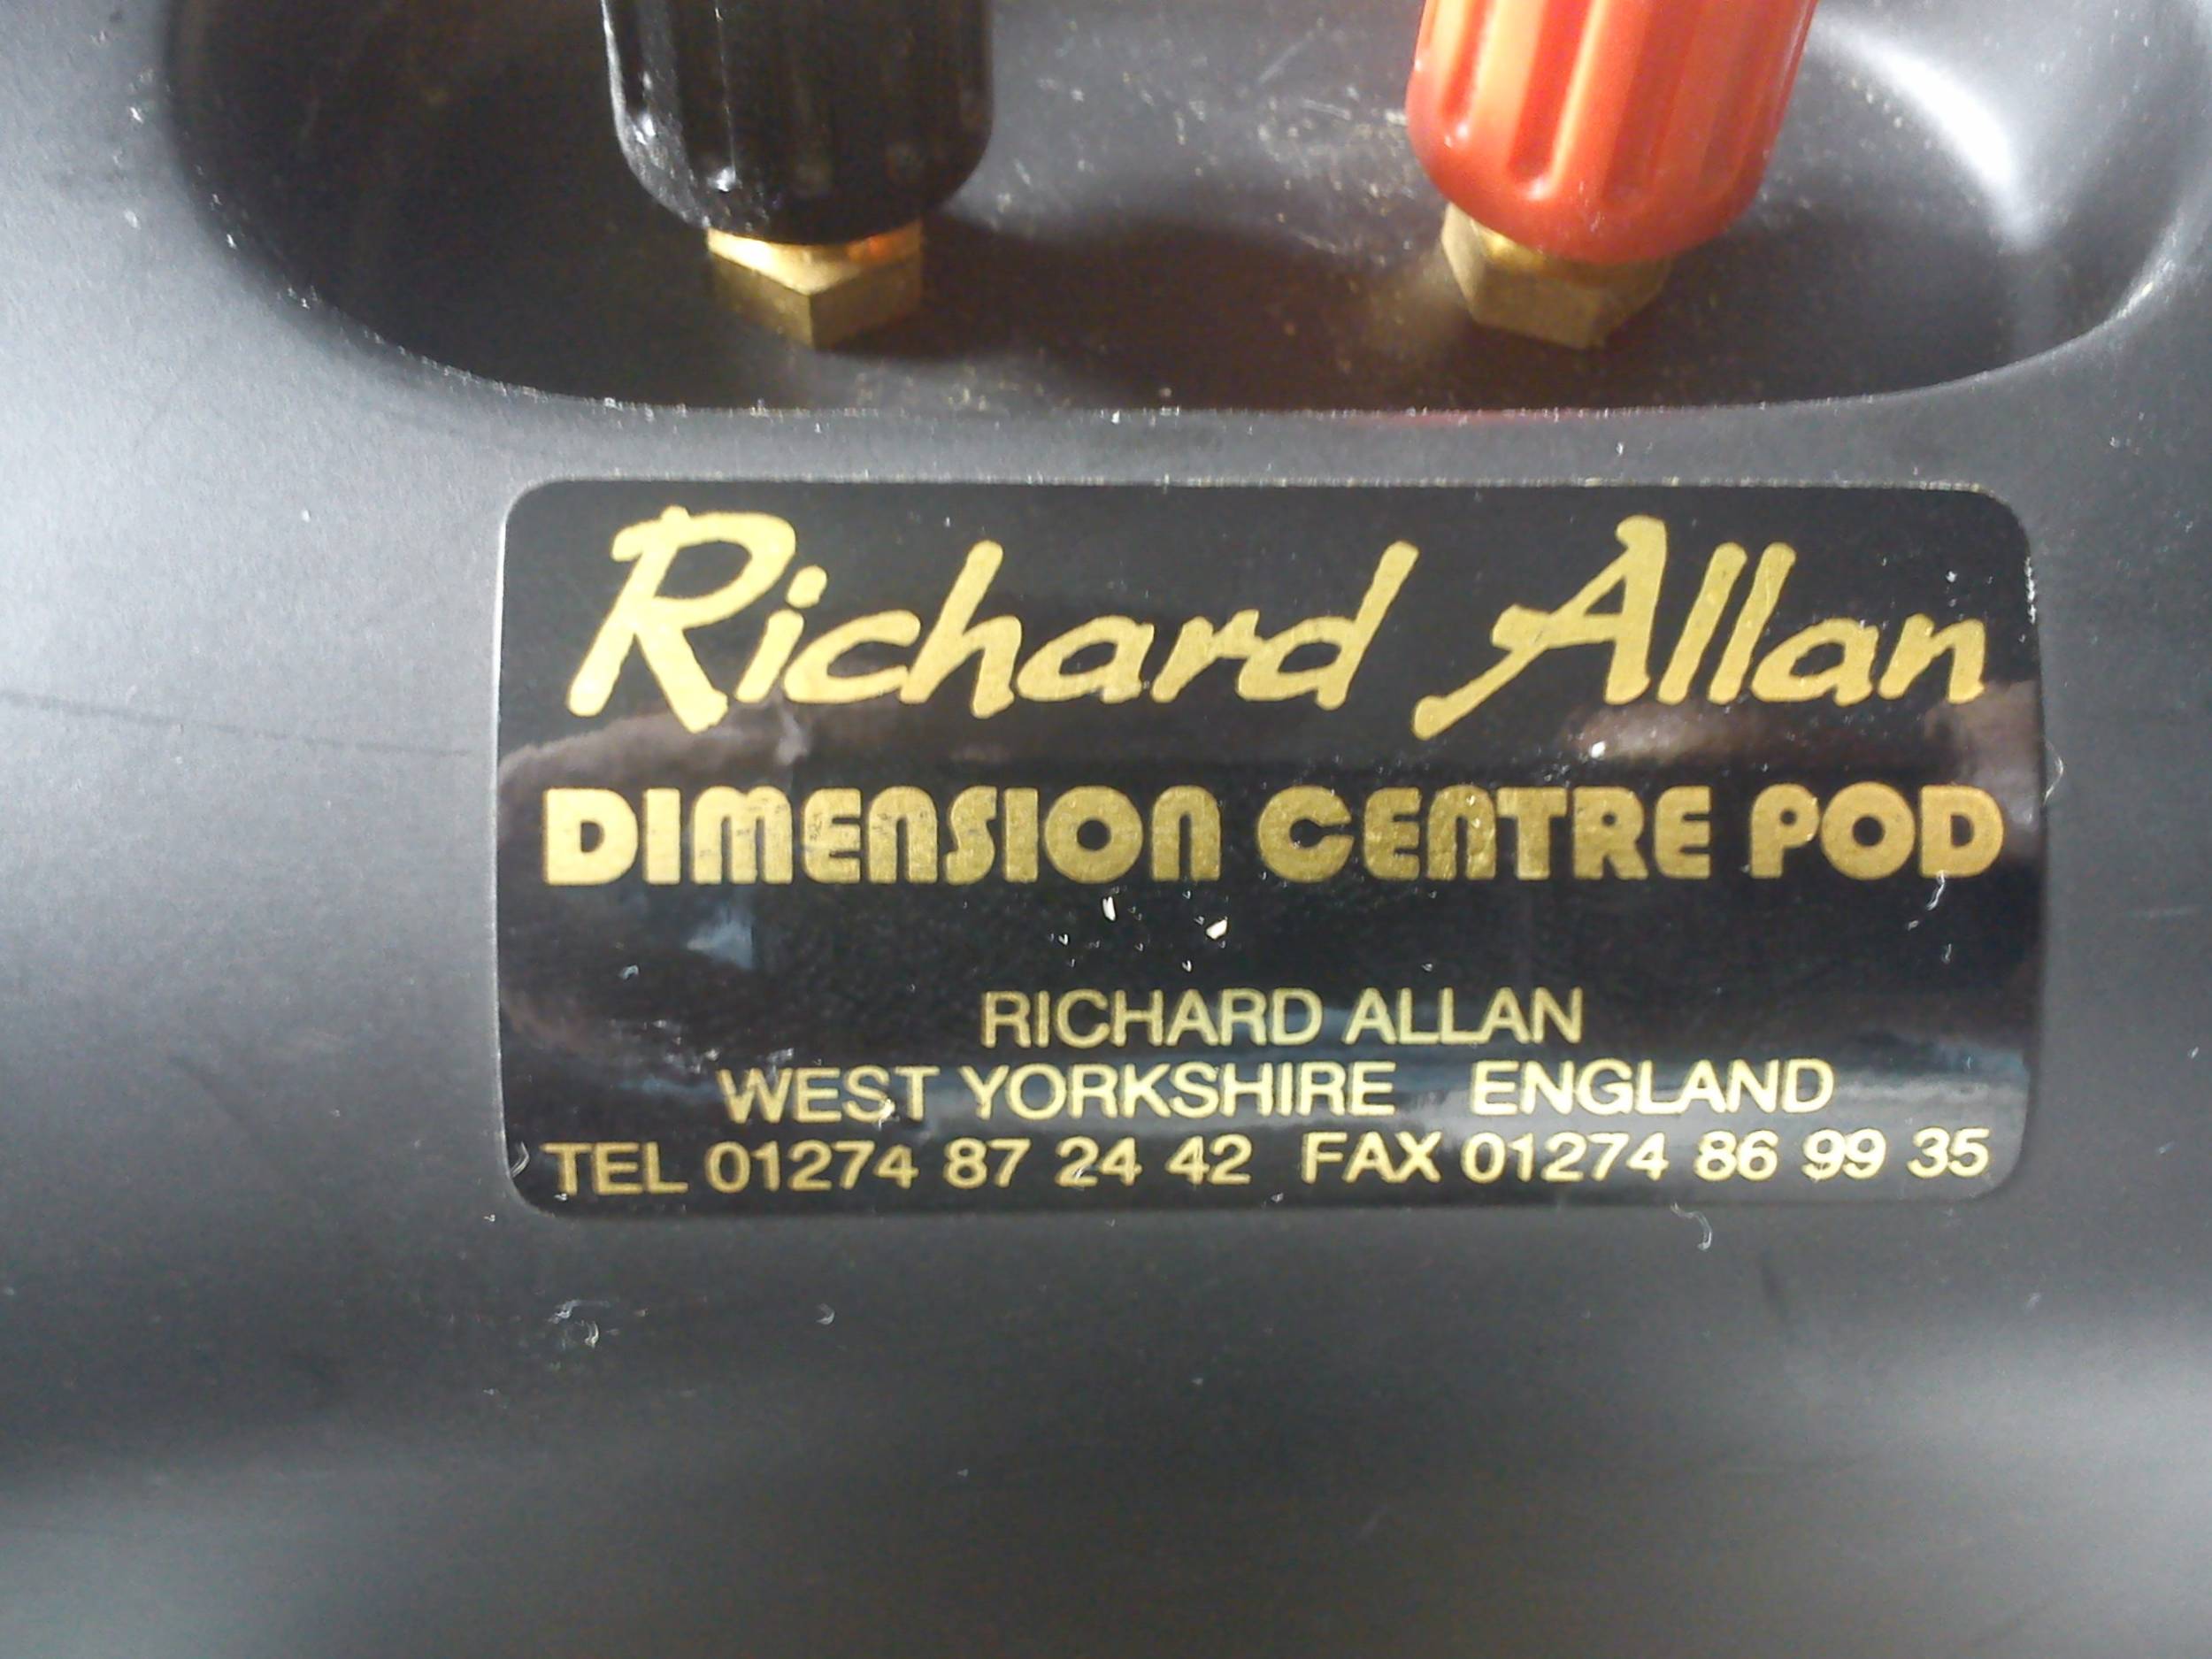 Richard Allan
DIMENSION CENTRE POD
RICHARD ALLAN
WEST YORKSHIRE ENGLAND
TEL 01274 87 24 42 FAX 01274 86 99 35